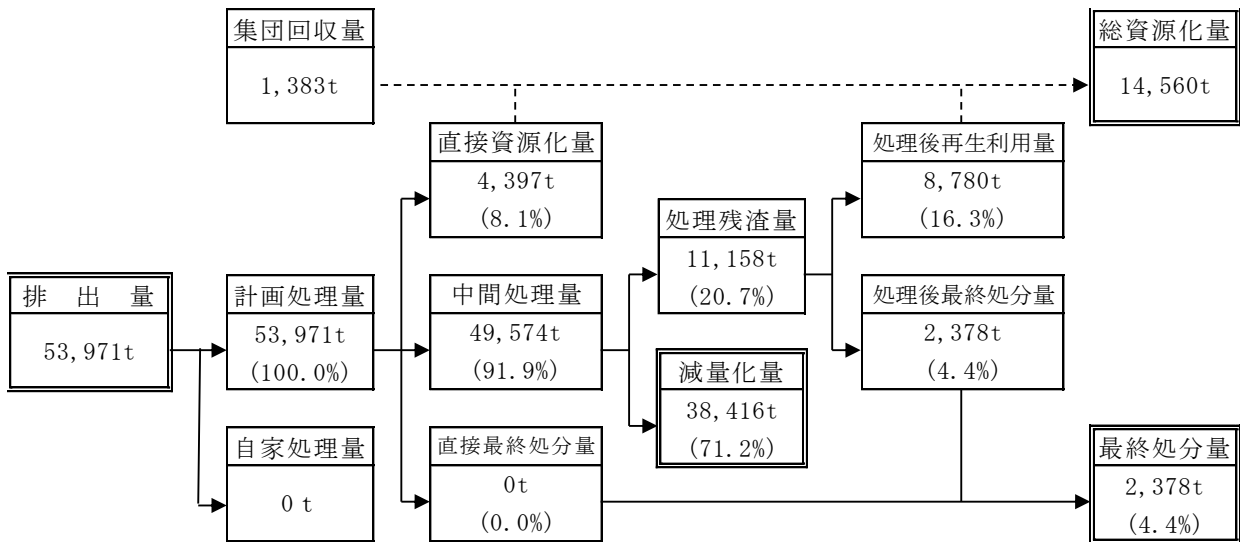 集団回収量
1,383t
総資源化量
14,560t
直接資源化量
4,397t
(8.1%)
処理後再生利用量
8,780t
(16.3%)
処理残渣量
11,158t
(20.7%)
排出量
53,971t
計画処理量
53,971t
(100.0%)
中間処理量
49,574t
(91.9%)
処理後最終処分量
2,378t
(4.4%)
減量化量
38,416t
(71.2%)
自家処理量
0t
直接最終処分量
0t
(0.0%)
最終処分量
2,378t
(4.4%)